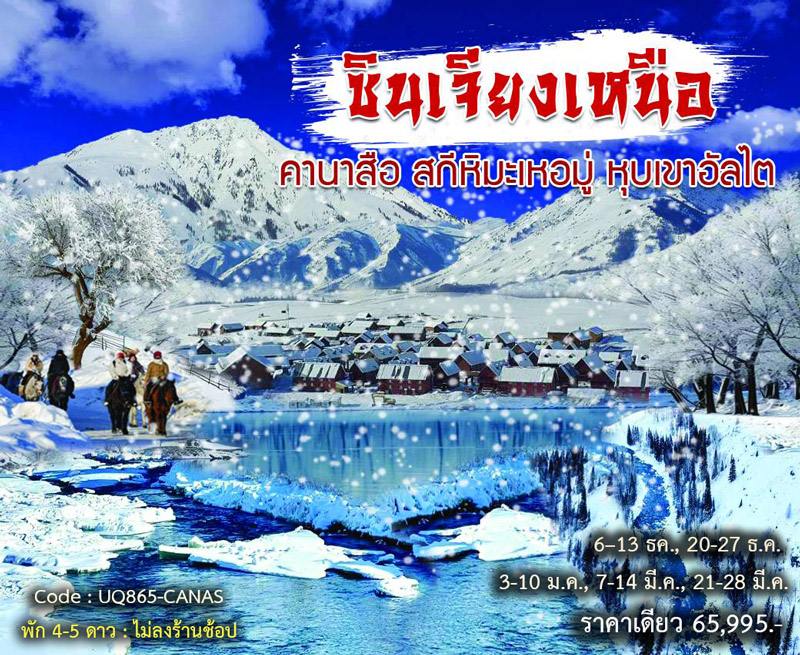 ซินเจียงเหนือ
คานาสือ สกีหิมะเหอมู่ หุบเขาอัลไต
6–13 ธค., 20-27 ธ.ค.
3-10 ม.ค., 7-14 มี.ค., 21-28 มี.ค.
ราคาเดียว 65,995.-
Code : UQ865-CANAS
พัก 4-5 ดาว : ไม่ลงร้านช้อป